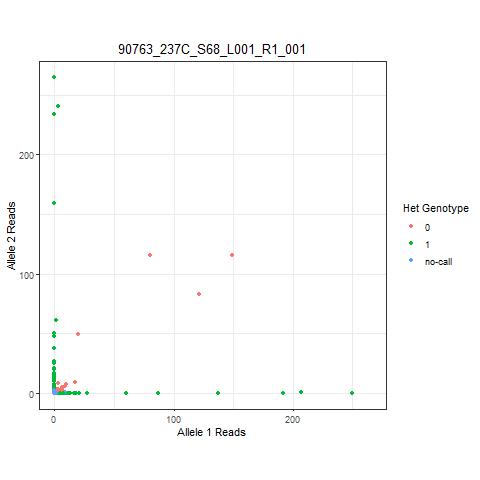 90763_237C_S68_L001_R1_001
Allele 2 Reads
200
100
0
0
100
200
Allele 1 Reads
Het Genotype
0
1
no-call